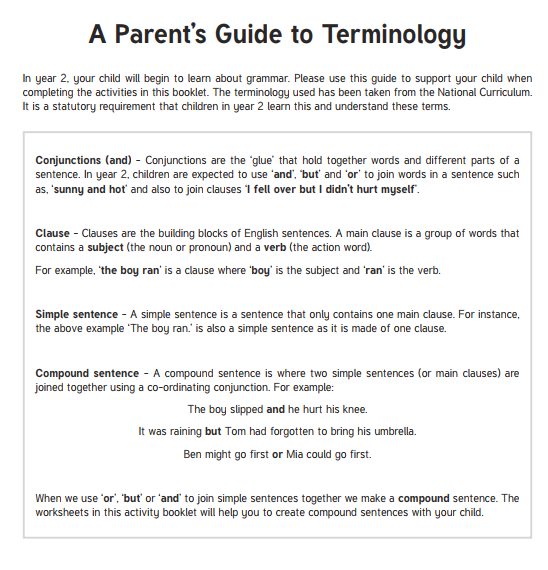 A Parent's Guide to Terminology
In year 2, your child will begin to learn about grammar. Please use this guide to support your child when
completing the activities in this booklet. The terminology used has been taken from the National Curriculum.
It is a statutory requirement that children in year 2 learn this and understand these terms.
Conjunctions (and) – Conjunctions are the 'glue' that hold together words and different parts of a
sentence. In year 2, children are expected to use 'and', 'but' and 'or' to join words in a sentence such
as, 'sunny and hot' and also to join clauses 'I fell over but I didn't hurt myself'.
Clause – Clauses are the building blocks of English sentences. A main clause is a group of words that
contains a subject (the noun or pronoun) and a verb (the action word).
For example, 'the boy ran' is a clause where 'boy' is the subject and 'ran' is the verb.
Simple sentence – A simple sentence is a sentence that only contains one main clause. For instance,
the above example 'The boy ran.' is also a simple sentence as it is made of one clause.
Compound sentence – A compound sentence is where two simple sentences (or main clauses) are
joined together using a co-ordinating conjunction. For example:
The boy slipped and he hurt his knee.
It was raining but Tom had forgotten to bring his umbrella.
Ben might go first or Mia could go first.
When we use 'or', 'but' or 'and' to join simple sentences together we make a compound sentence. The
worksheets in this activity booklet will help you to create compound sentences with your child.